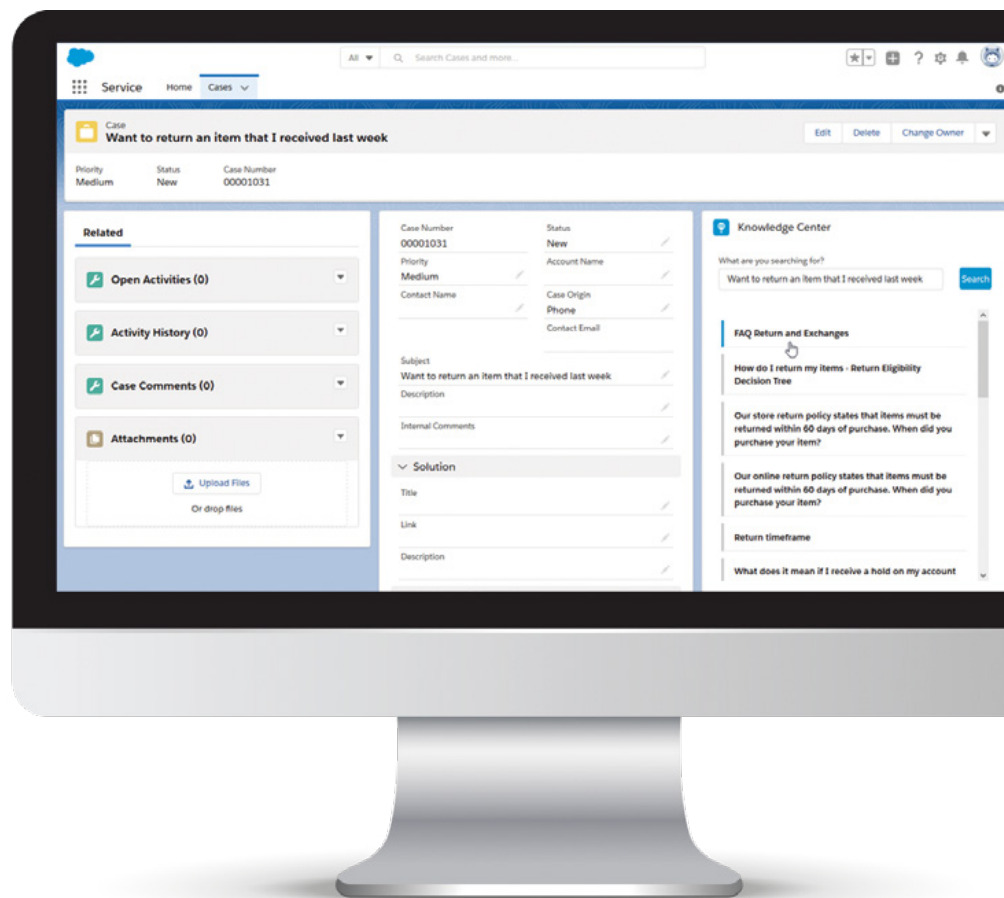 All
Search Cases and more...
Service Home Cases
Case
Want to return an item that I received last week
Edit Delete Change Owner
Priority Status Case Number
Medium New 00001031
Related
Open Activities (0)
Activity History (0)
Case Comments (0)
Attachments (0)
Upload Files
Or drop files
Case Number Status
00001031 New
Priority Account Name
Medium
Contact Name Case Origin
Phone
Contact Email
Subject
Want to return an item that I received last week
Description
Internal Comments
Solution
Title
Link
Description
Knowledge Center
What are you searching for?
Want to return an item that I received last week Search
FAQ Return and Exchanges
How do I return my items - Return Eligibility
Decision Tree
Our store return policy states that items must be
returned within 60 days of purchase. When did you
purchase your item?
Our online return policy states that items must be
returned within 60 days of purchase. When did you
purchase your item?
Return timeframe
What does it mean if I receive a hold on my account